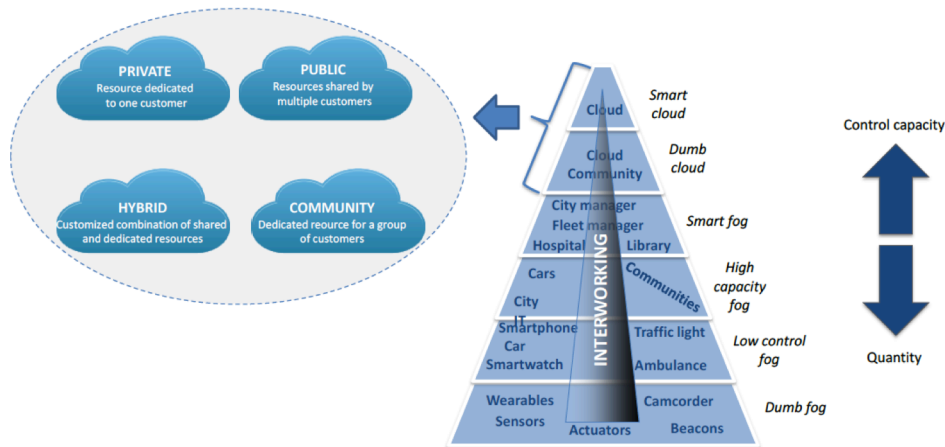 PRIVATE
Resource dedicated
to one customer
PUBLIC
Resources shared by
multiple customers
HYBRID
Customized combination of shared
and dedicated resources
COMMUNITY
Dedicated reource for a group
of customers
Cloud
Smart
cloud
Cloud
Community
Dumb
cloud
City manager
Fleet manager
Hospital
Library
Smart fog
Cars
City
IT
Communities
High
capacity
fog
Smartphone
Car
Smartwatch
Traffic light
Ambulance
Low control
fog
Wearables
Sensors
Actuators
Camcorder
Beacons
Dumb fog
INTERWORKING
Control capacity
Quantity